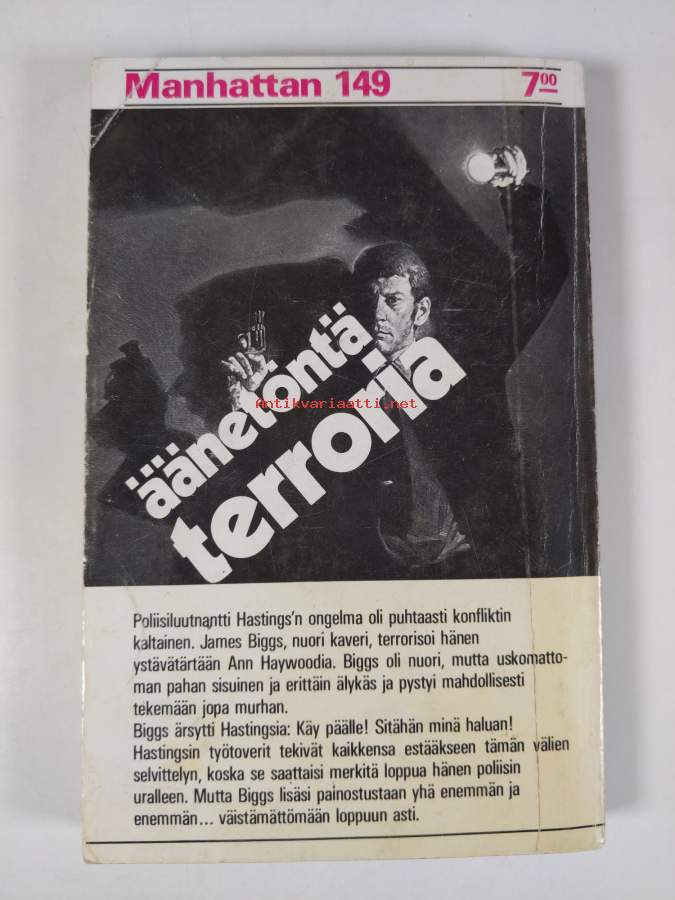 Manhattan 149 7.00
äänetöntä
Antikvariaatti.net
terroria
Poliisiluutnantti Hastings'n ongelma oli puhtaasti konfliktin
kaltainen. James Biggs, nuori kaveri, terrorisoi hänen
ystävätärtään Ann Haywoodia. Biggs oli nuori, mutta uskomatto-
man pahan sisuinen ja erittäin älykäs ja pystyi mahdollisesti
tekemään jopa murhan.
Biggs ärsytti Hastingsia: Käy päälle! Sitähän minä haluan!
Hastingsin työtoverit tekivät kaikkensa estääkseen tämän välien
selvittelyn, koska se saattaisi merkitä loppua hänen poliisin
uralleen. Mutta Biggs lisäsi painostustaan yhä enemmän ja
enemmän... väistämättömään loppuun asti.